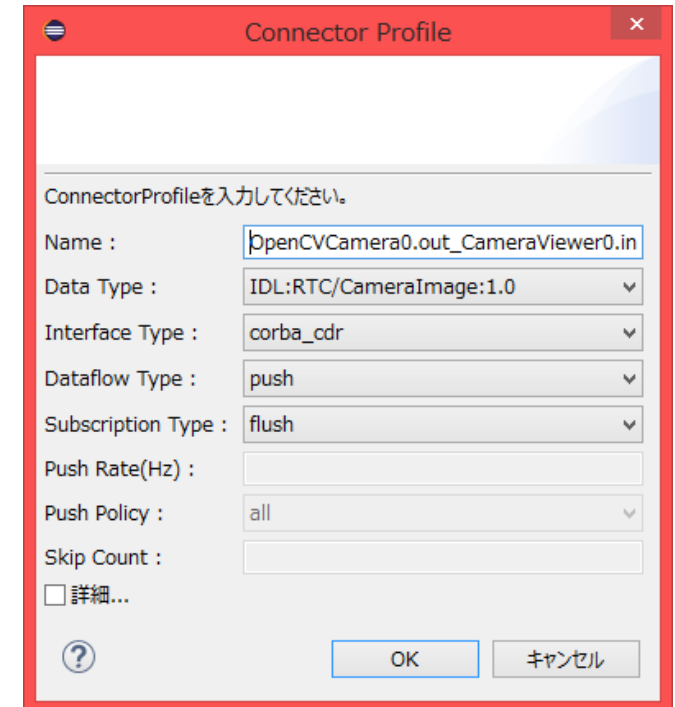 Connector Profile
ConnectorProfileを入力してください。
Name : OpenCVCamera0.out_CameraViewer0.in
Data Type : IDL:RTC/CameraImage:1.0
Interface Type : corba_cdr
Dataflow Type : push
Subscription Type : flush
Push Rate(Hz) :
Push Policy : all
Skip Count :
詳細...
OK キャンセル